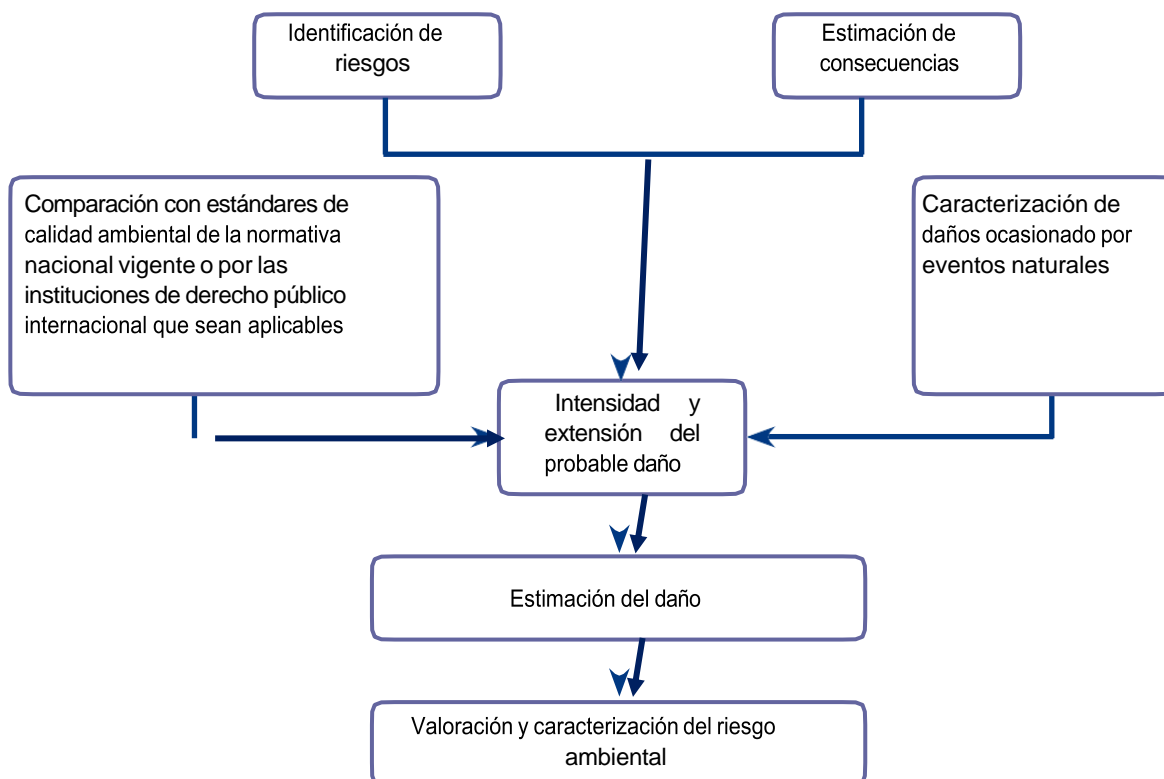 Identificación de
riesgos
Estimación de
consecuencias
Comparación con estándares de
calidad ambiental de la normativa
nacional vigente o por las
instituciones de derecho público
internacional que sean aplicables
Caracterización de
daños ocasionado por
eventos naturales
Intensidad y
extensión del
probable daño
Estimación del daño
Valoración y caracterización del riesgo
ambiental